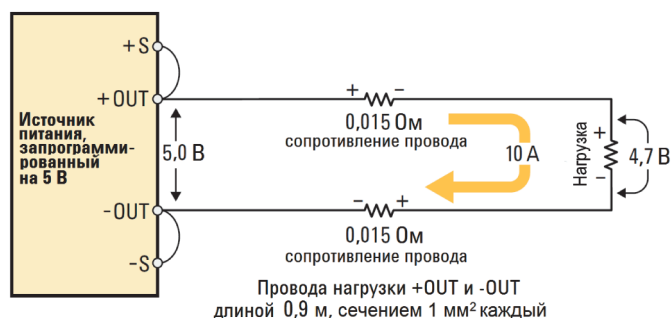 +S
+OUT
Источник
питания,
запрограмми-
рованный
на 5 В
5,0 В
-OUT
-S
+ -
0,015 Ом
сопротивление провода
10 А
Нагрузка
+
-
4,7 В
- +
0,015 Ом
сопротивление провода
Провода нагрузки +OUT и -OUT
длиной 0,9 м, сечением 1 мм² каждый